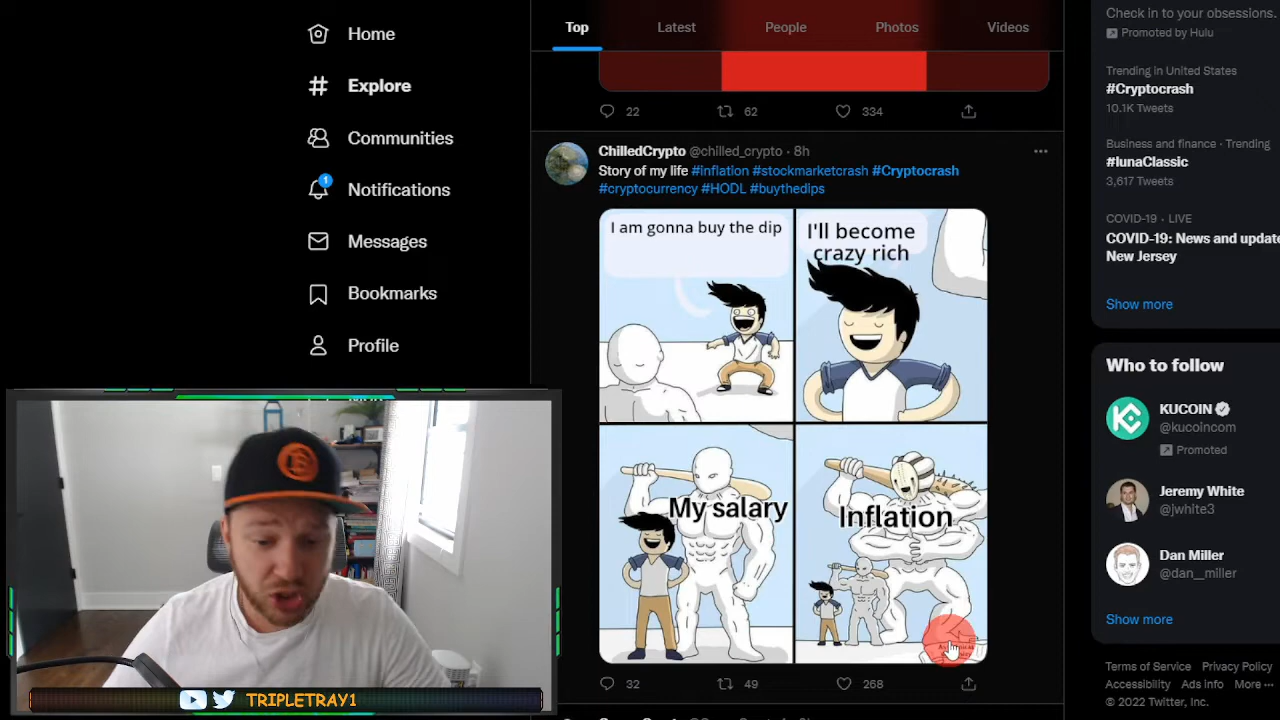 Home
Explore
Communities
1
Notifications
Messages
Bookmarks
Profile
Top
Latest
People
Photos
Videos
22
62
334
ChilledCrypto @chilled_crypto · 8h
Story of my life #inflation #stockmarketcrash #Cryptocrash
#cryptocurrency #HODL #buythedips
I am gonna buy the dip
I'll become
crazy rich
My salary
Inflation
32
49
268
Check in to your obsessions.
Promoted by Hulu
Trending in United States
#Cryptocrash
10.1K Tweets
Business and finance · Trending
#lunaClassic
3,617 Tweets
COVID-19 · LIVE
COVID-19: News and update
New Jersey
Show more
Who to follow
KUCOIN
@kucoincom
Promoted
Jeremy White
@jwhite3
Dan Miller
@dan__miller
Show more
Terms of Service Privacy Policy
Accessibility Ads info More ···
© 2022 Twitter, Inc.
TRIPLETRAY1